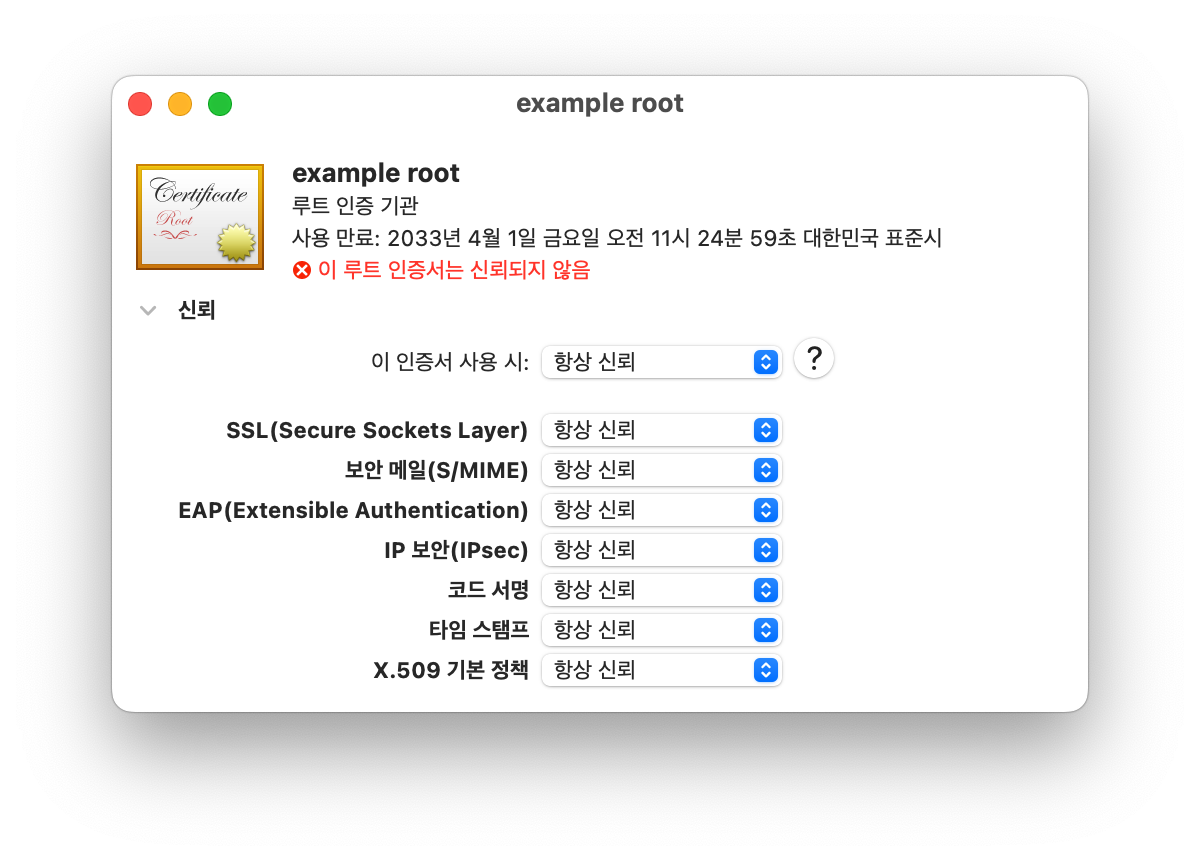 example root
Certificate
Root
example root
루트 인증 기관
사용 만료: 2033년 4월 1일 금요일 오전 11시 24분 59초 대한민국 표준시
이 루트 인증서는 신뢰되지 않음
신뢰
이 인증서 사용 시: 항상 신뢰 ?
SSL(Secure Sockets Layer) 항상 신뢰
보안 메일(S/MIME) 항상 신뢰
EAP(Extensible Authentication) 항상 신뢰
IP 보안(IPsec) 항상 신뢰
코드 서명 항상 신뢰
타임 스탬프 항상 신뢰
X.509 기본 정책 항상 신뢰